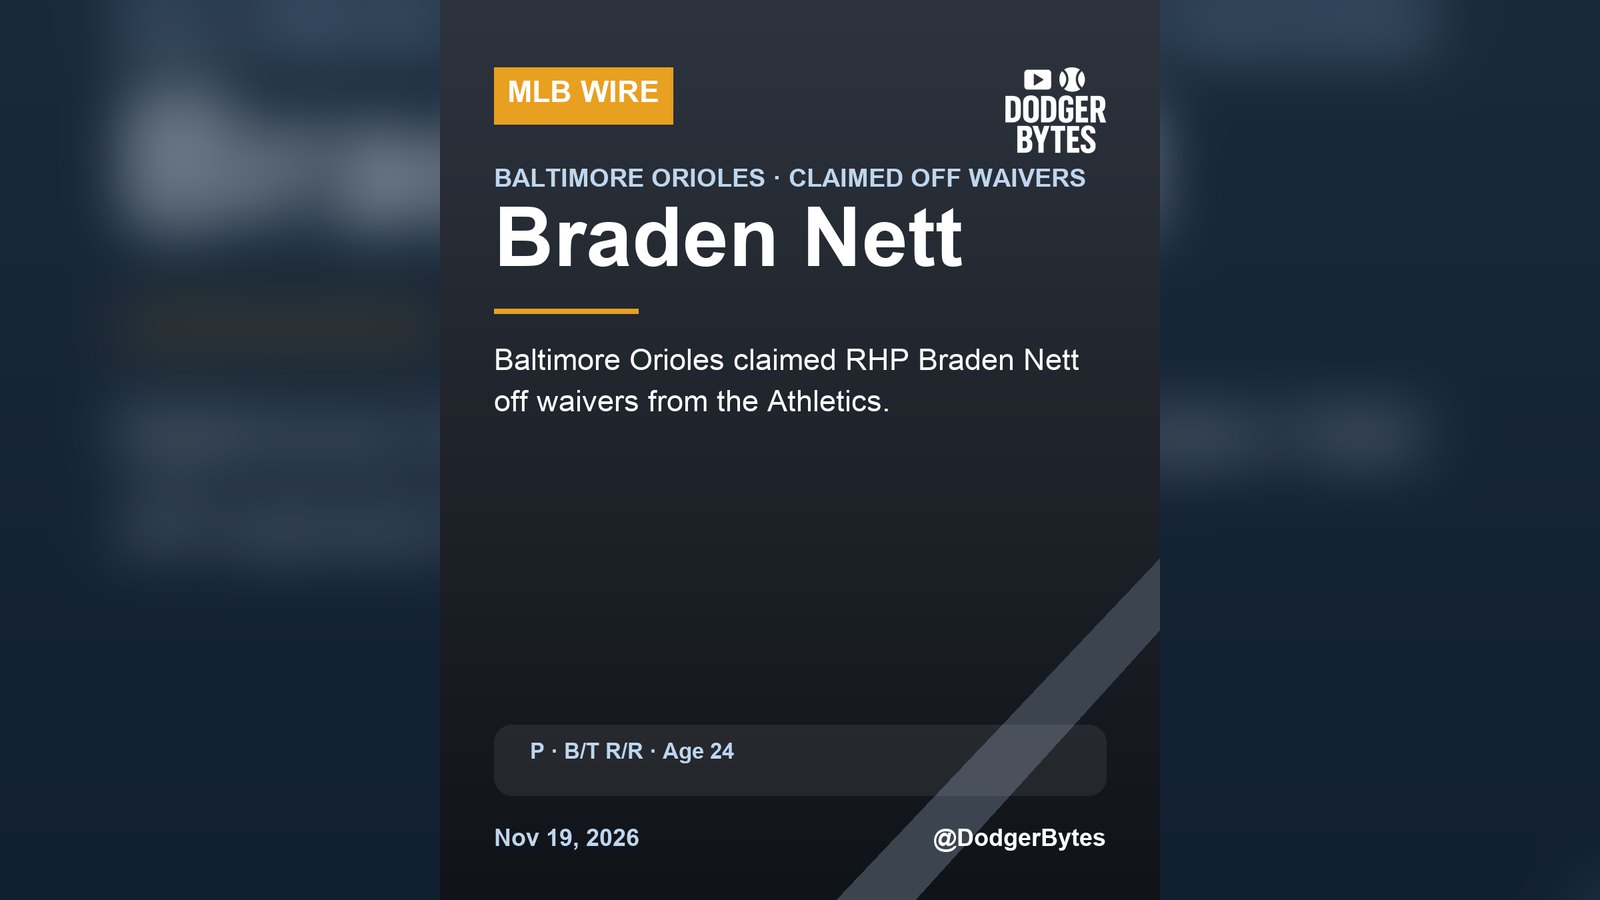 MLB WIRE
DODGER
BYTES
BALTIMORE ORIOLES · CLAIMED OFF WAIVERS
Braden Nett
Baltimore Orioles claimed RHP Braden Nett
off waivers from the Athletics.
P · B/T R/R · Age 24
Nov 19, 2026
@DodgerBytes